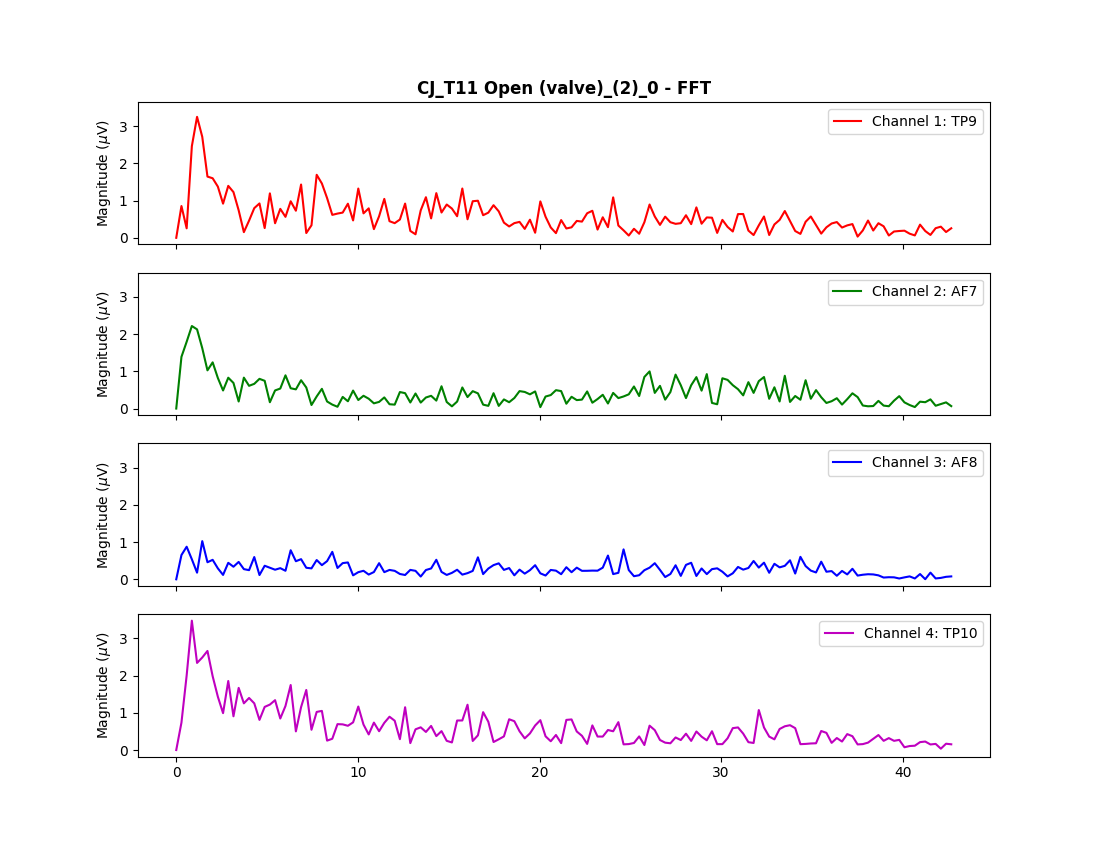 CJ_T11 Open (valve)_(2)_0 - FFT
Channel 1: TP9
Magnitude (μV)
3
2
1
0
Channel 2: AF7
Magnitude (μV)
3
2
1
0
Channel 3: AF8
Magnitude (μV)
3
2
1
0
Channel 4: TP10
Magnitude (μV)
3
2
1
0
0 10 20 30 40